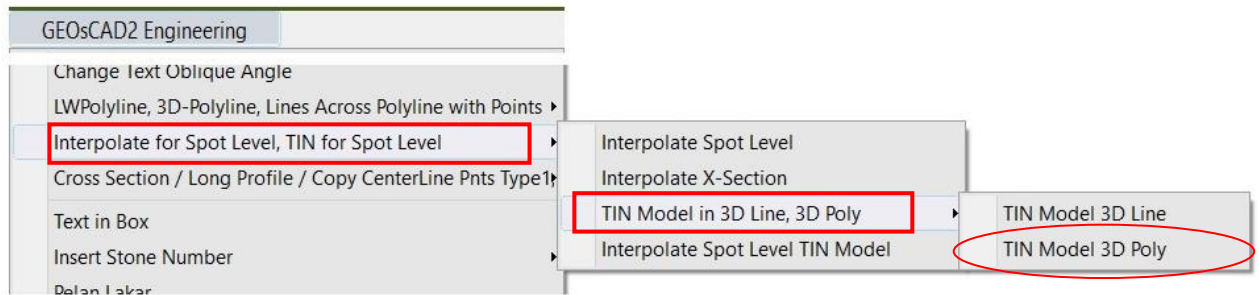 GEOsCAD2 Engineering
Change Text Oblique Angle
LWPolyline, 3D-Polyline, Lines Across Polyline with Points
Interpolate for Spot Level, TIN for Spot Level
Cross Section / Long Profile / Copy CenterLine Pnts Type1
Text in Box
Insert Stone Number
Pelan Lakar
Interpolate Spot Level
Interpolate X-Section
TIN Model in 3D Line, 3D Poly
Interpolate Spot Level TIN Model
TIN Model 3D Line
TIN Model 3D Poly